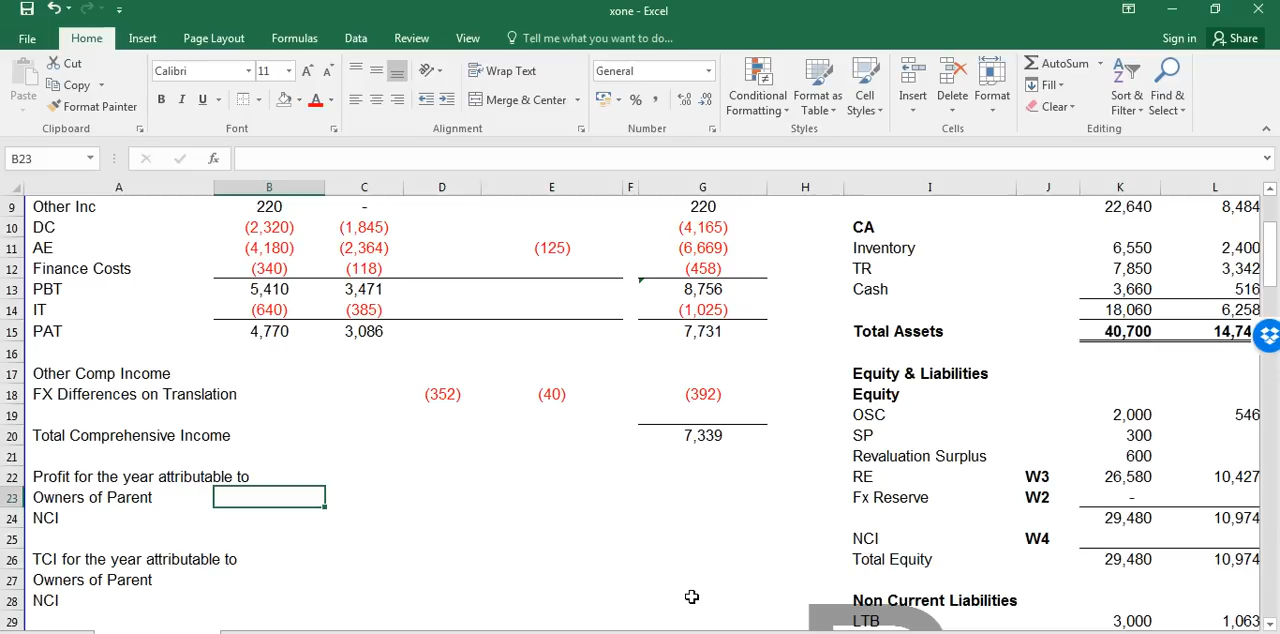 xone - Excel
File Home Insert Page Layout Formulas Data Review View Tell me what you want to do... Sign in Share
Paste Cut Copy Format Painter Calibri 11 B I U Wrap Text Merge & Center General % , Conditional Formatting Format as Table Cell Styles Insert Delete Format AutoSum Fill Clear Sort & Filter Find & Select
Clipboard Font Alignment Number Styles Cells Editing
B23 fx
A B C D E F G H I J K L
9 Other Inc 220 - 220 22,640 8,484
10 DC (2,320) (1,845) (4,165) CA
11 AE (4,180) (2,364) (125) (6,669) Inventory 6,550 2,400
12 Finance Costs (340) (118) (458) TR 7,850 3,342
13 PBT 5,410 3,471 8,756 Cash 3,660 516
14 IT (640) (385) (1,025) 18,060 6,258
15 PAT 4,770 3,086 7,731 Total Assets 40,700 14,74
16
17 Other Comp Income Equity & Liabilities
18 FX Differences on Translation (352) (40) (392) Equity
19 OSC 2,000 546
20 Total Comprehensive Income 7,339 SP 300
21 Revaluation Surplus 600
22 Profit for the year attributable to RE W3 26,580 10,427
23 Owners of Parent Fx Reserve W2 -
24 NCI 29,480 10,974
25 NCI W4
26 TCI for the year attributable to Total Equity 29,480 10,974
27 Owners of Parent
28 NCI Non Current Liabilities
29 LTB 3,000 1,063